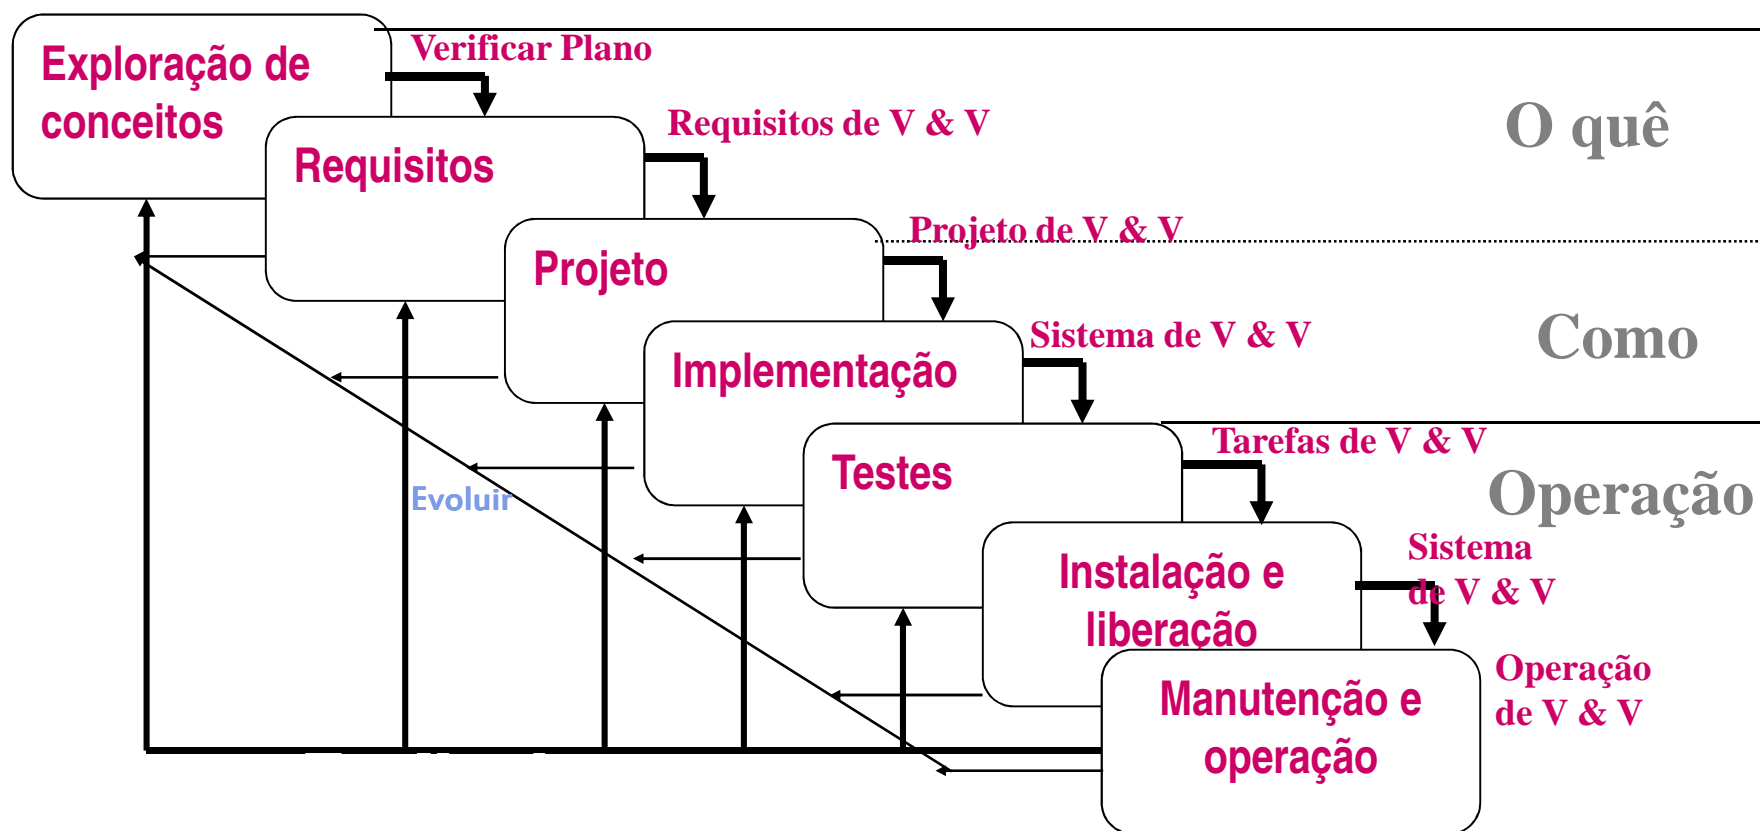 Exploração de
conceitos
Verificar Plano
Requisitos
Requisitos de V & V
O quê
Projeto
Projeto de V & V
Implementação
Sistema de V & V
Como
Testes
Tarefas de V & V
Operação
Evoluir
Instalação e
liberação
Sistema
de V & V
Manutenção e
operação
Operação
de V & V